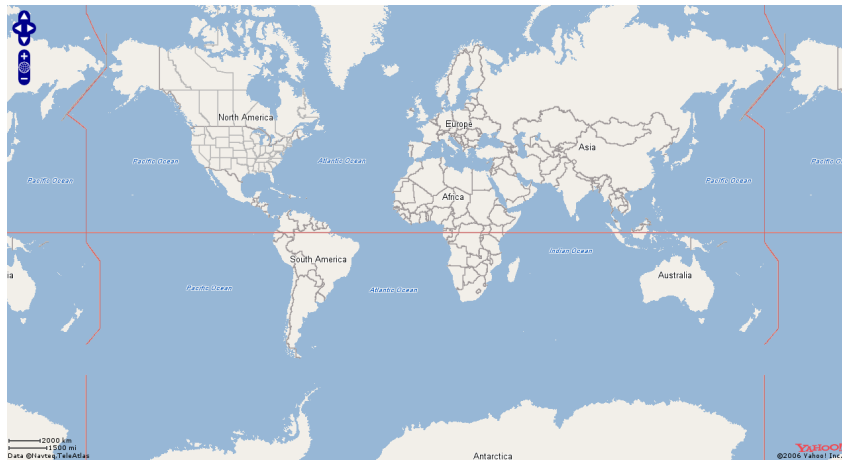 North America
Europe
Asia
Pacific Ocean
Atlantic Ocean
Pacific Ocean
Pacific Ocean
Pacific O
Africa
Indian Ocean
South America
ia
Australia
Pacific Ocean
Atlantic Ocean
2000 km
1500 mi
Data ©Navteq,TeleAtlas
Antarctica
YAHOO!
©2006 Yahoo! Inc.